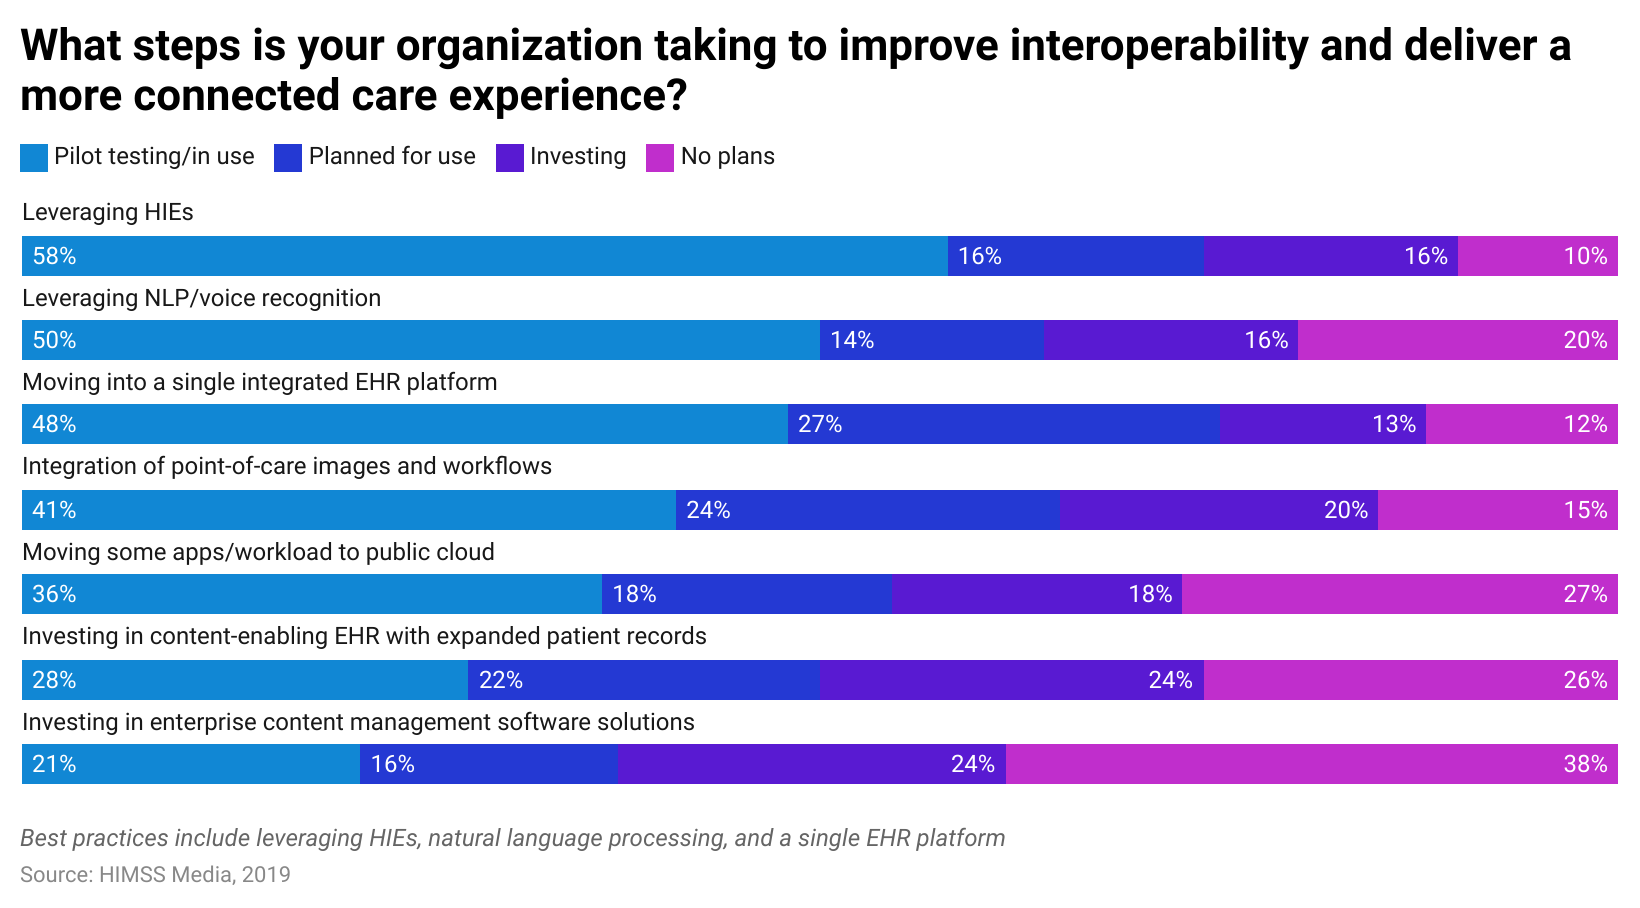 What steps is your organization taking to improve interoperability and deliver a
more connected care experience?
Pilot testing/in use Planned for use Investing No plans
Leveraging HIEs
58% 16% 16% 10%
Leveraging NLP/voice recognition
50% 14% 16% 20%
Moving into a single integrated EHR platform
48% 27% 13% 12%
Integration of point-of-care images and workflows
41% 24% 20% 15%
Moving some apps/workload to public cloud
36% 18% 18% 27%
Investing in content-enabling EHR with expanded patient records
28% 22% 24% 26%
Investing in enterprise content management software solutions
21% 16% 24% 38%
Best practices include leveraging HIEs, natural language processing, and a single EHR platform
Source: HIMSS Media, 2019